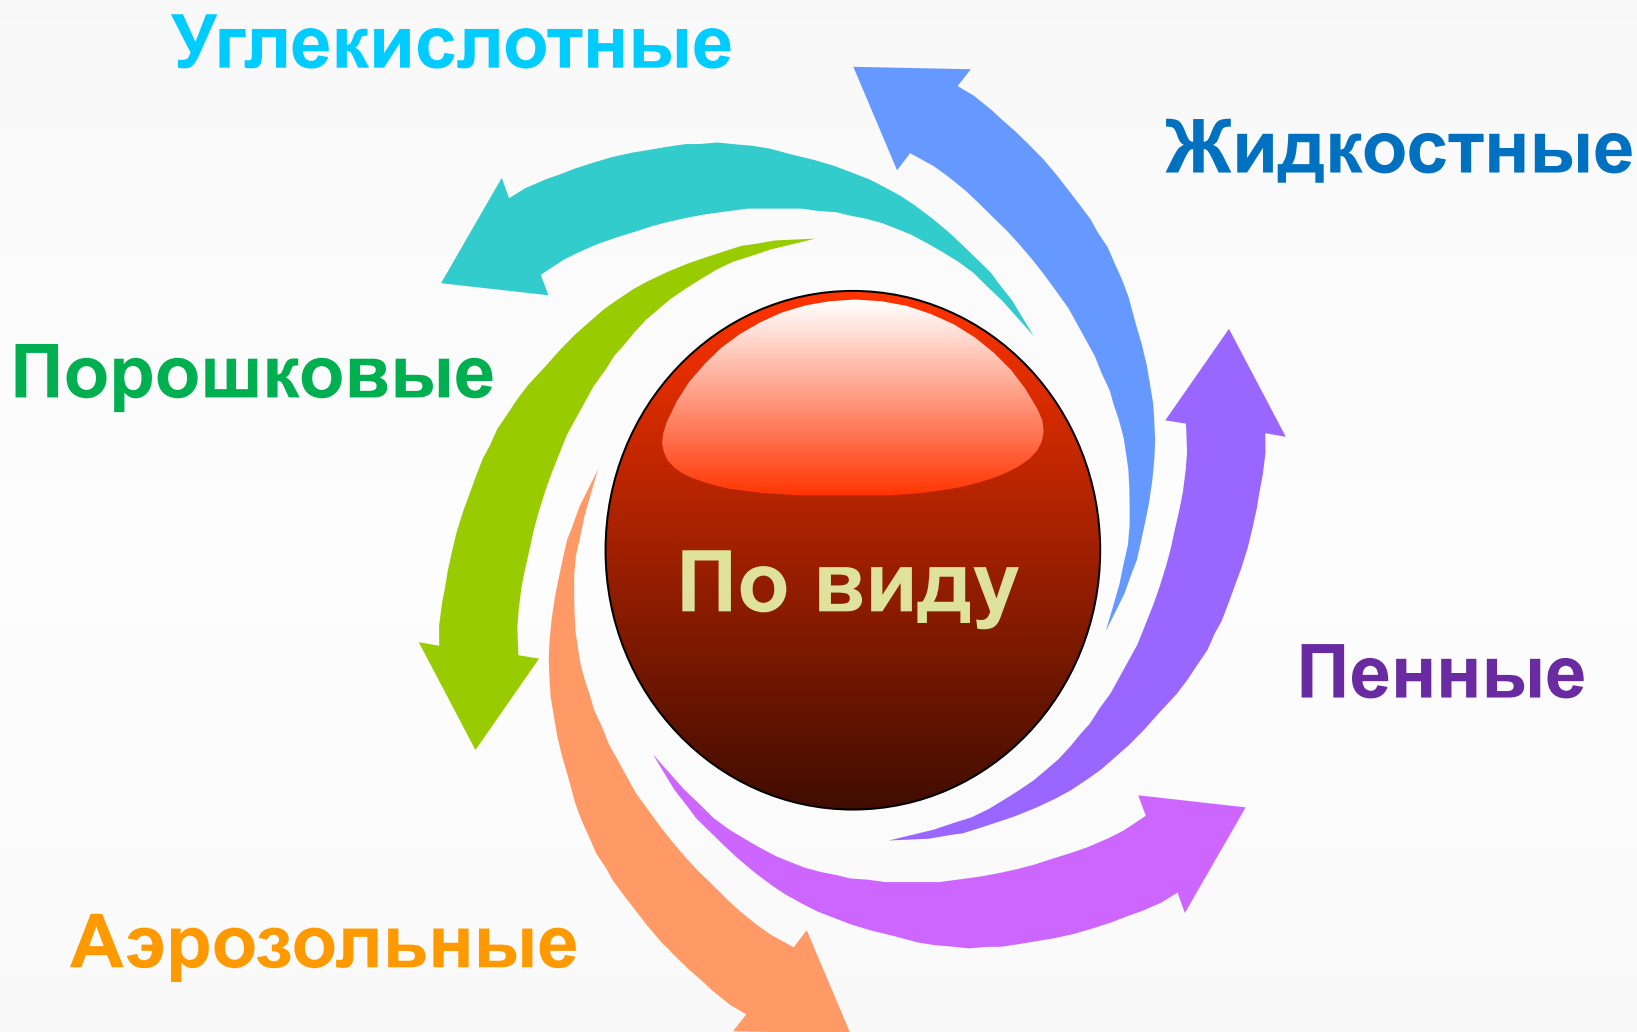 Углекислотные
Жидкостные
Порошковые
По виду
Пенные
Аэрозольные